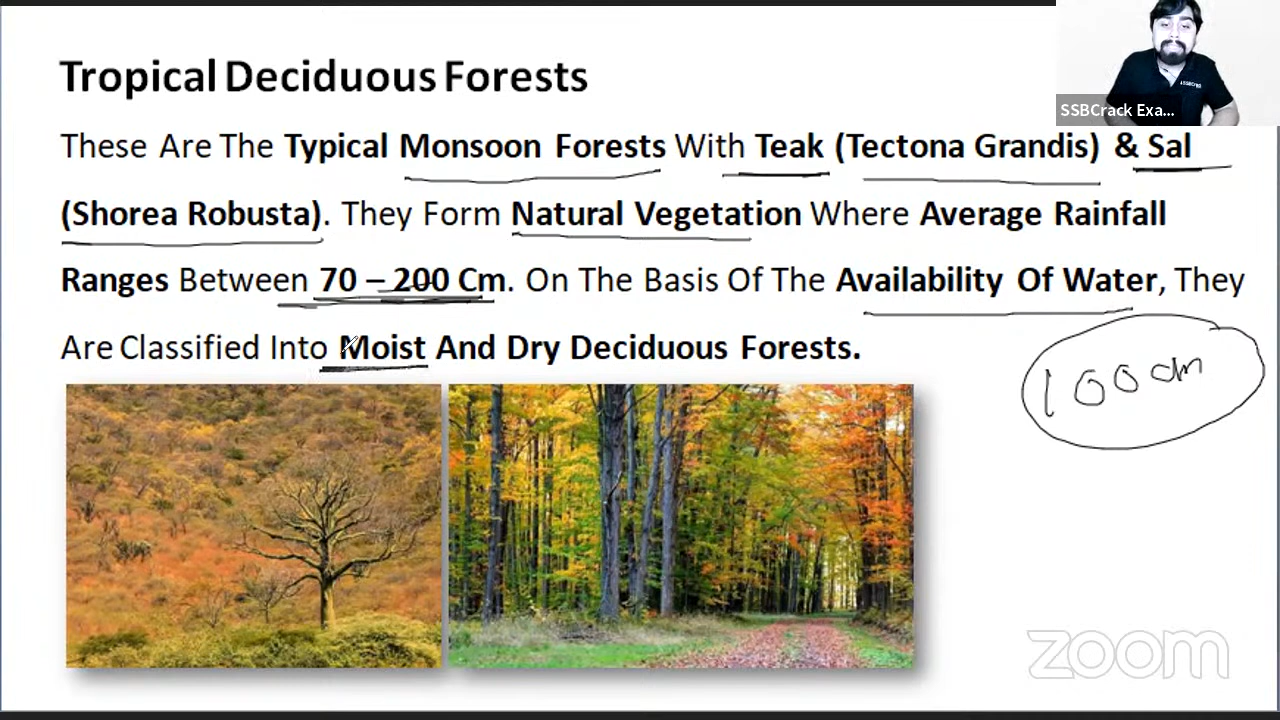 SSBCrack Exa...
Tropical Deciduous Forests
These Are The Typical Monsoon Forests With Teak (Tectona Grandis) & Sal
(Shorea Robusta). They Form Natural Vegetation Where Average Rainfall
Ranges Between 70 – 200 Cm. On The Basis Of The Availability Of Water, They
Are Classified Into Moist And Dry Deciduous Forests.
100 cm
zoom